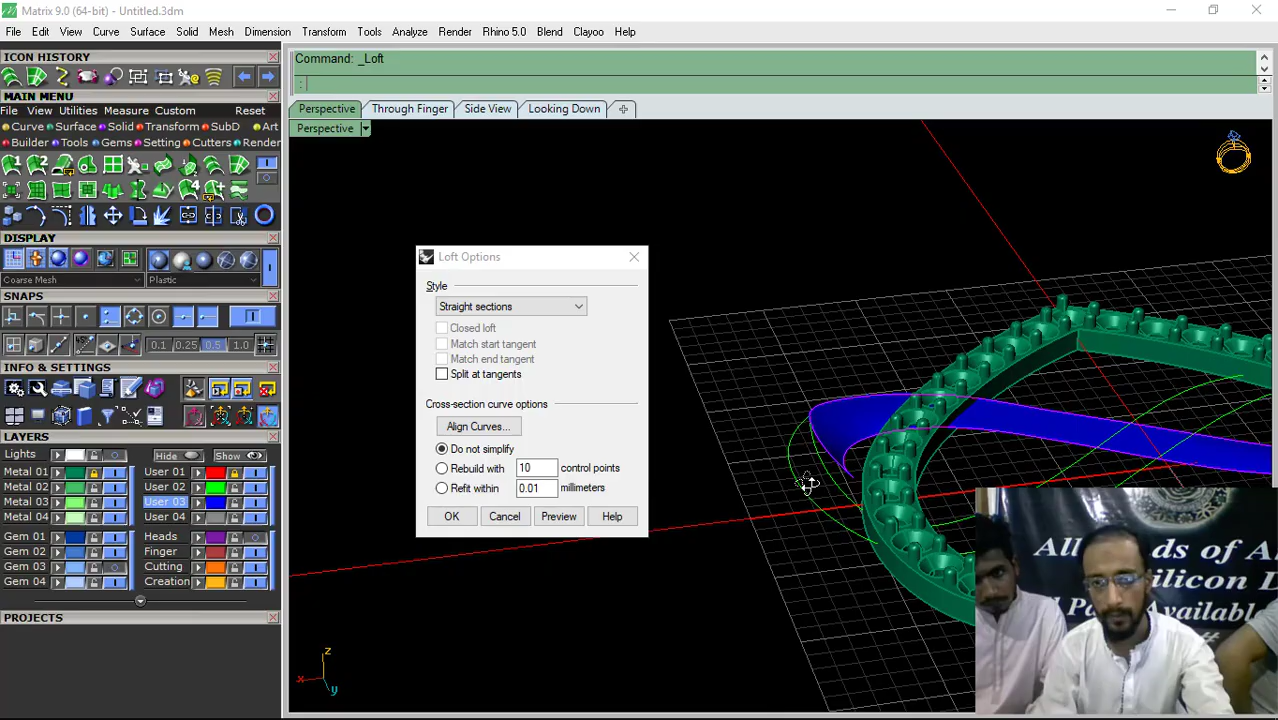 Matrix 9.0 (64-bit) - Untitled.3dm
File Edit View Curve Surface Solid Mesh Dimension Transform Tools Analyze Render Rhino 5.0 Blend Clayoo Help
ICON HISTORY
MAIN MENU
File View Utilities Measure Custom Reset
Curve Surface Solid Transform SubD Art
Builder Tools Gems Setting Cutters Render
DISPLAY
Coarse Mesh Plastic
SNAPS
0.1 0.25 0.5 1.0
INFO & SETTINGS
LAYERS
Lights Hide Show
Metal 01 User 01
Metal 02 User 02
Metal 03 User 03
Metal 04 User 04
Gem 01 Heads
Gem 02 Finger
Gem 03 Cutting
Gem 04 Creation
PROJECTS
Command: _Loft
:
Perspective Through Finger Side View Looking Down
Perspective
Loft Options
Style
Straight sections
Closed loft
Match start tangent
Match end tangent
Split at tangents
Cross-section curve options
Align Curves...
Do not simplify
Rebuild with 10 control points
Refit within 0.01 millimeters
OK Cancel Preview Help
z
x
y